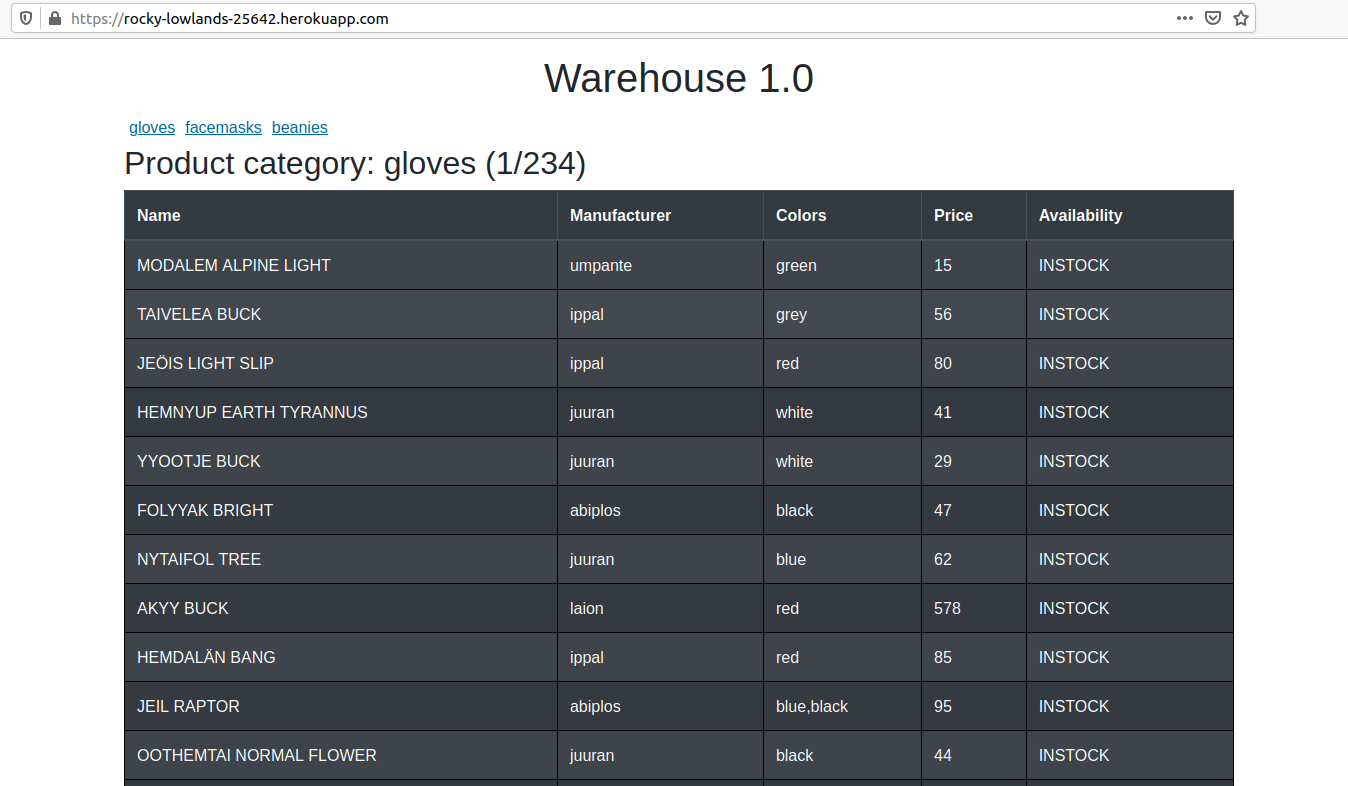 https://rocky-lowlands-25642.herokuapp.com
Warehouse 1.0
gloves facemasks beanies
Product category: gloves (1/234)
Name Manufacturer Colors Price Availability
MODALEM ALPINE LIGHT umpante green 15 INSTOCK
TAIVELEA BUCK ippal grey 56 INSTOCK
JEÖIS LIGHT SLIP ippal red 80 INSTOCK
HEMNYUP EARTH TYRANNUS juuran white 41 INSTOCK
YYOOTJE BUCK juuran white 29 INSTOCK
FOLYYAK BRIGHT abiplos black 47 INSTOCK
NYTAIFOL TREE juuran blue 62 INSTOCK
AKYY BUCK laion red 578 INSTOCK
HEMDALÄN BANG ippal red 85 INSTOCK
JEIL RAPTOR abiplos blue,black 95 INSTOCK
OOTHEMTAI NORMAL FLOWER juuran black 44 INSTOCK